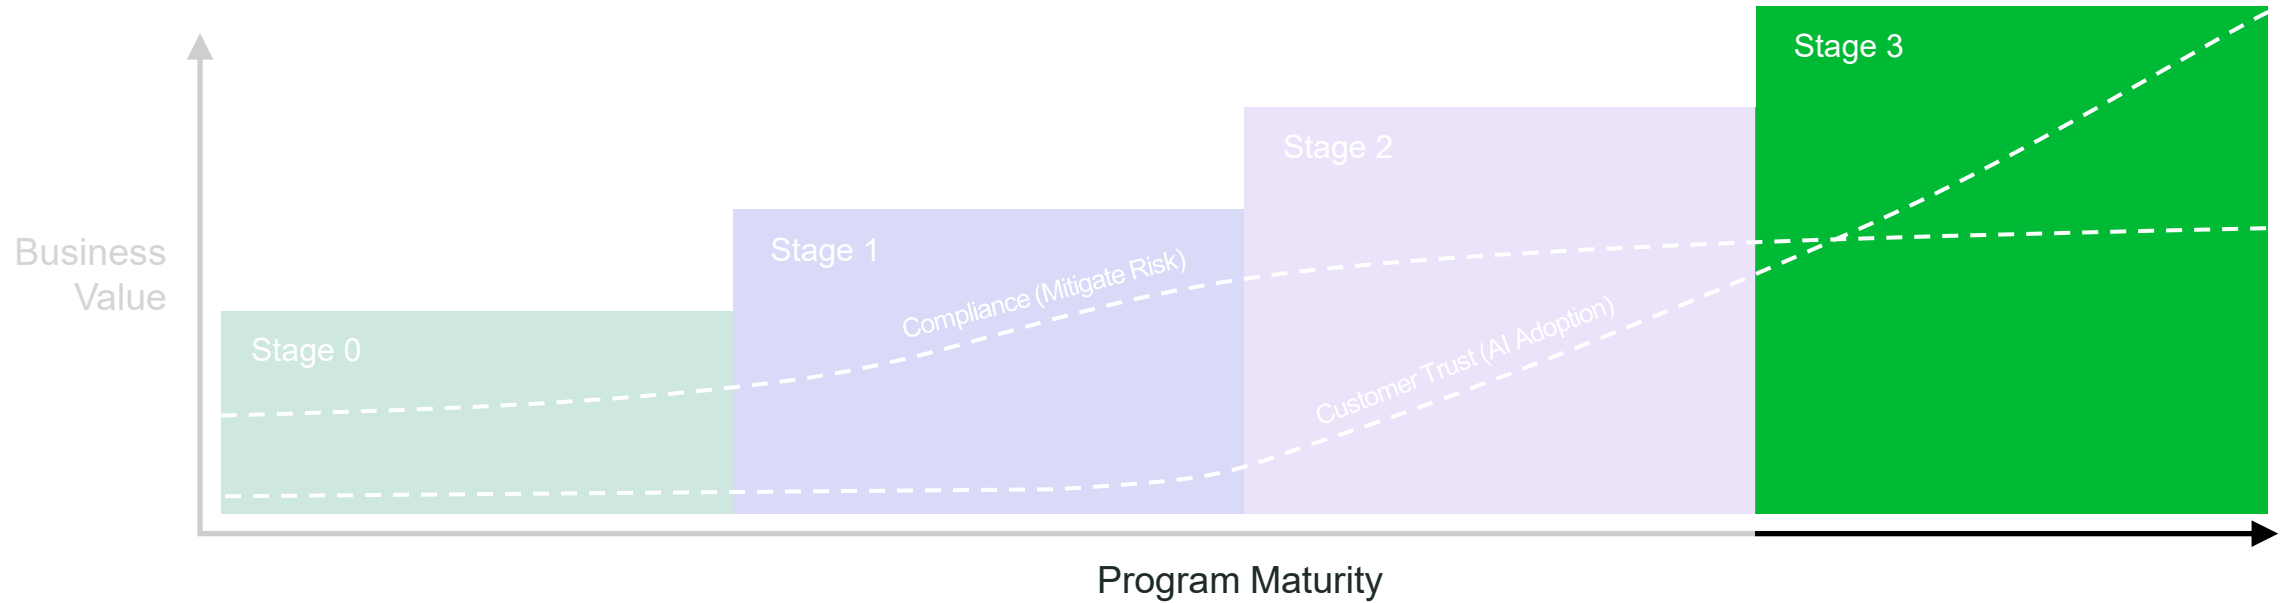 Stage 3
Stage 2
Stage 1
Stage 0
Business
Value
Compliance (Mitigate Risk)
Customer Trust (AI Adoption)
Program Maturity